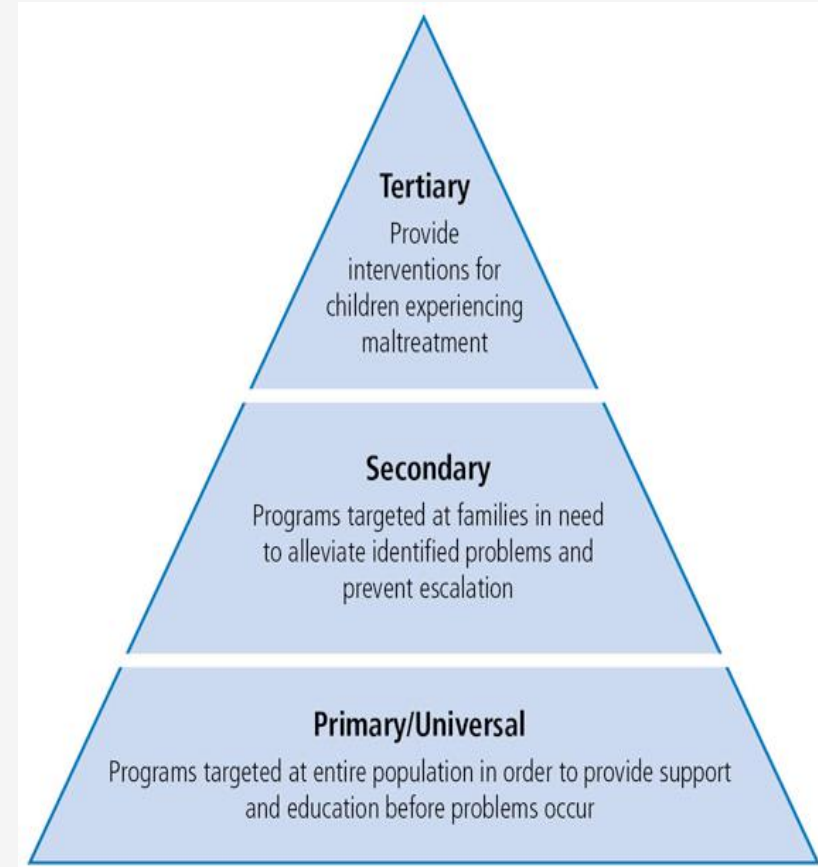 Tertiary
Provide
interventions for
children experiencing
maltreatment
Secondary
Programs targeted at families in need
to alleviate identified problems and
prevent escalation
Primary/Universal
Programs targeted at entire population in order to provide support
and education before problems occur